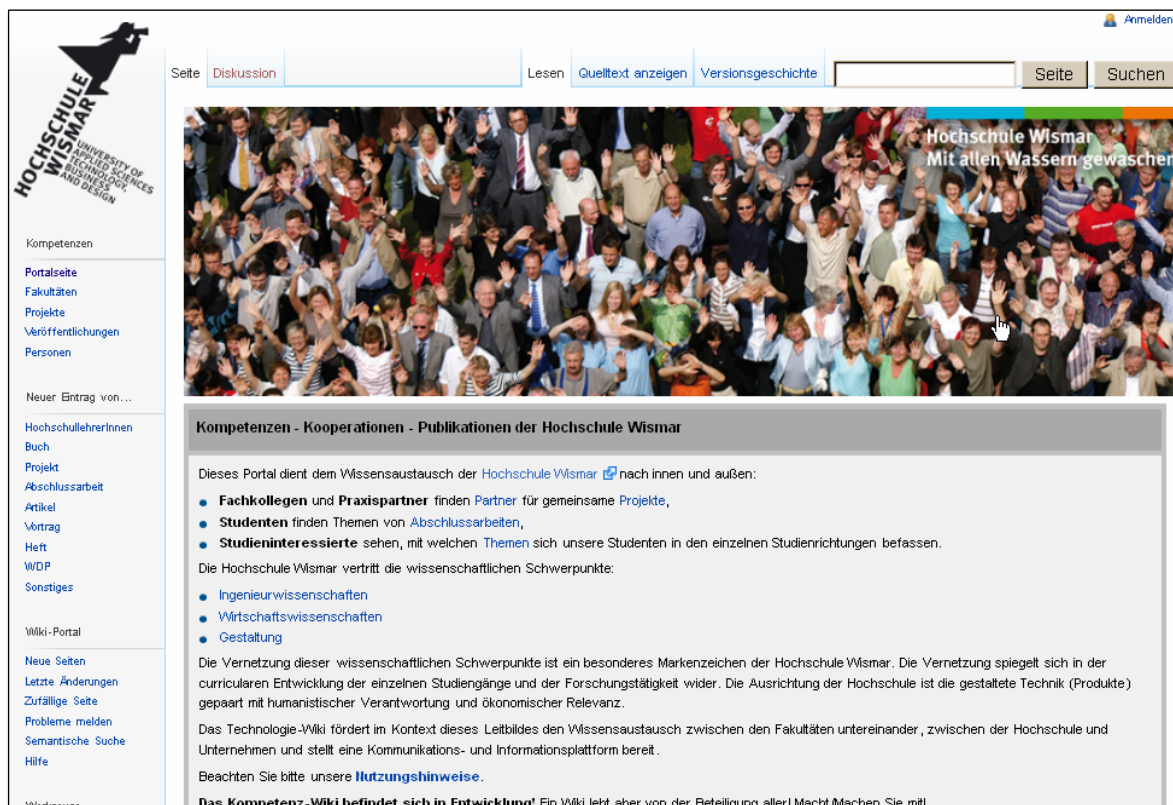 Anmelden
HOCHSCHULE
WISMAR
UNIVERSITY OF
APPLIED SCIENCES
TECHNOLOGY,
BUSINESS
AND DESIGN
Seite Diskussion Lesen Quelltext anzeigen Versionsgeschichte Seite Suchen
Hochschule Wismar
Mit allen Wassern gewaschen
Kompetenzen
Portalseite
Fakultäten
Projekte
Veröffentlichungen
Personen
Neuer Eintrag von...
HochschullehrerInnen
Buch
Projekt
Abschlussarbeit
Artikel
Vortrag
Heft
WDP
Sonstiges
Wiki-Portal
Neue Seiten
Letzte Änderungen
Zufällige Seite
Probleme melden
Semantische Suche
Hilfe
Werkzeuge
Kompetenzen - Kooperationen - Publikationen der Hochschule Wismar
Dieses Portal dient dem Wissensaustausch der Hochschule Wismar nach innen und außen:
Fachkollegen und Praxispartner finden Partner für gemeinsame Projekte,
Studenten finden Themen von Abschlussarbeiten,
Studieninteressierte sehen, mit welchen Themen sich unsere Studenten in den einzelnen Studienrichtungen befassen.
Die Hochschule Wismar vertritt die wissenschaftlichen Schwerpunkte:
Ingenieurwissenschaften
Wirtschaftswissenschaften
Gestaltung
Die Vernetzung dieser wissenschaftlichen Schwerpunkte ist ein besonderes Markenzeichen der Hochschule Wismar. Die Vernetzung spiegelt sich in der
curricularen Entwicklung der einzelnen Studiengänge und der Forschungstätigkeit wider. Die Ausrichtung der Hochschule ist die gestaltete Technik (Produkte)
gepaart mit humanistischer Verantwortung und ökonomischer Relevanz.
Das Technologie-Wiki fördert im Kontext dieses Leitbildes den Wissensaustausch zwischen den Fakultäten untereinander, zwischen der Hochschule und
Unternehmen und stellt eine Kommunikations- und Informationsplattform bereit.
Beachten Sie bitte unsere Nutzungshinweise.
Das Kompetenz-Wiki befindet sich in Entwicklung! Ein Wiki lebt aber von der Beteiligung aller! Macht/Machen Sie mit!